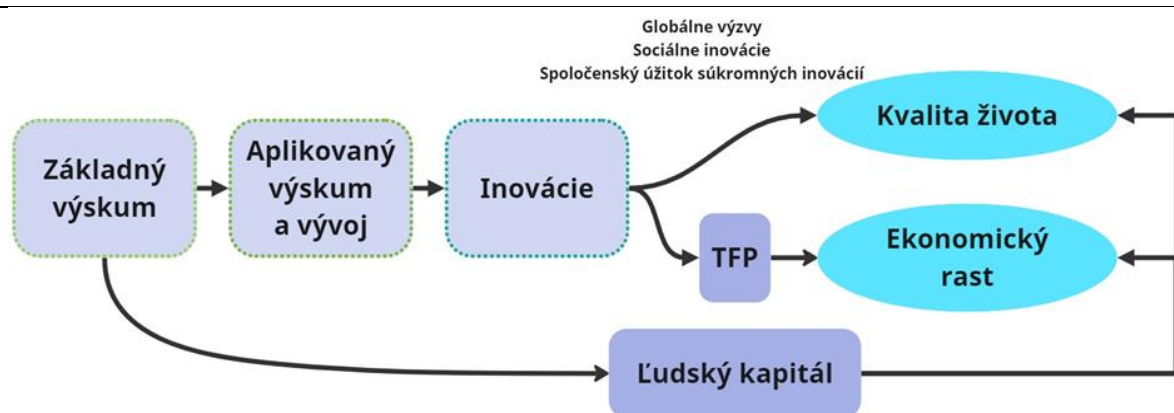 Globálne výzvy
Sociálne inovácie
Spoločenský úžitok súkromných inovácií
Kvalita života
Základný
výskum
Aplikovaný
výskum
a vývoj
Inovácie
TFP
Ekonomický
rast
Ľudský kapitál